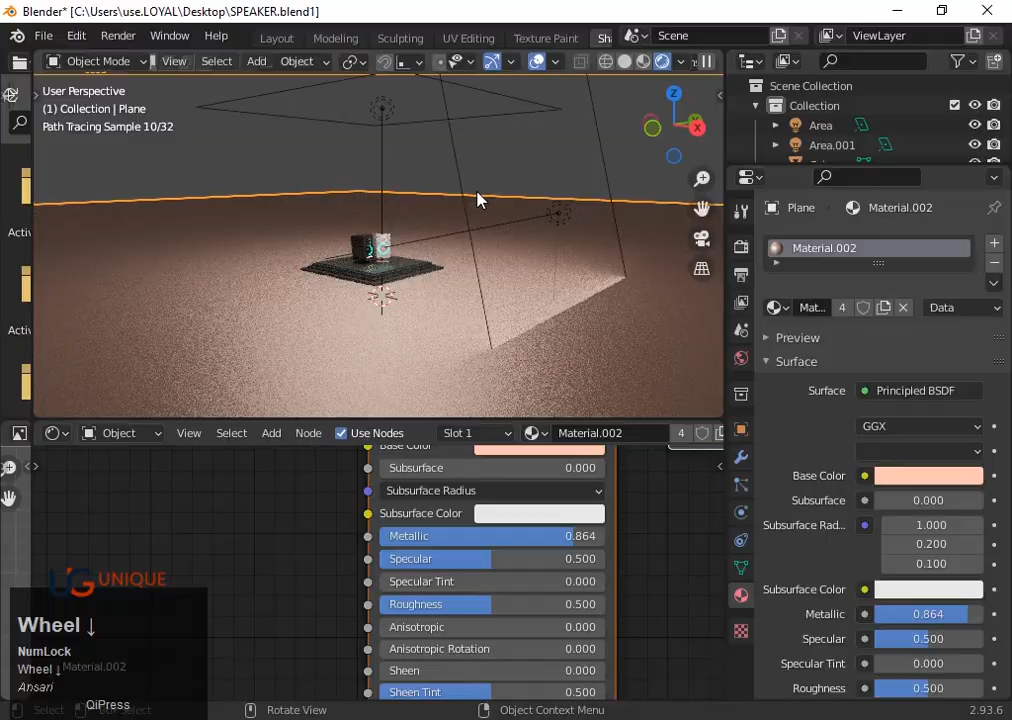 Blender* [C:\Users\use.LOYAL\Desktop\SPEAKER.blend1]
File Edit Render Window Help Layout Modeling Sculpting UV Editing Texture Paint Scene ViewLayer
Object Mode View Select Add Object
User Perspective
(1) Collection | Plane
Path Tracing Sample 10/32
Z
X
Scene Collection
Collection
Area
Area.001
Plane Material.002
Material.002
Mat... 4 Data
Preview
Surface
Surface Principled BSDF
GGX
Base Color
Subsurface 0.000
Subsurface Rad... 1.000
0.200
0.100
Subsurface Color
Metallic 0.864
Specular 0.500
Specular Tint 0.000
Roughness 0.500
Object View Select Add Node Use Nodes Slot 1 Material.002 4
Subsurface 0.000
Subsurface Radius
Subsurface Color
Metallic 0.864
Specular 0.500
Specular Tint 0.000
Roughness 0.500
Anisotropic 0.000
Anisotropic Rotation 0.000
Sheen 0.000
Sheen Tint 0.500
UG UNIQUE
Wheel ↓
NumLock
Wheel ↓
Material.002
Ansari
QiPress
Select
Rotate View
Object Context Menu
2.93.6